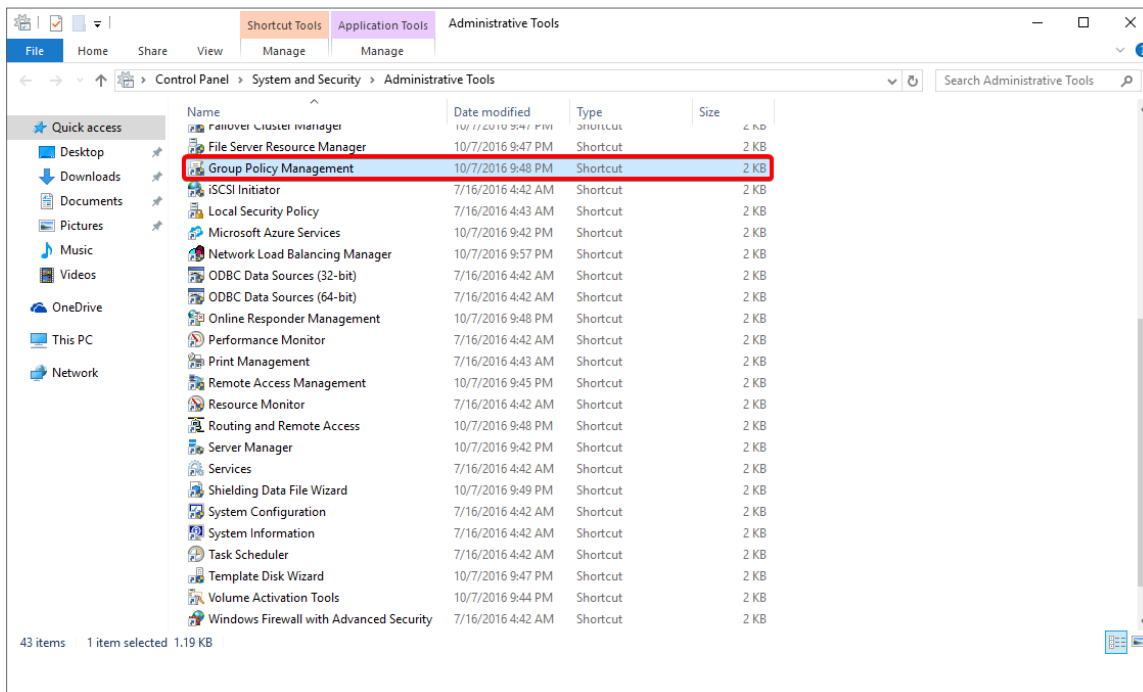 Shortcut Tools Application Tools Administrative Tools
File Home Share View Manage Manage
Control Panel > System and Security > Administrative Tools Search Administrative Tools
Name Date modified Type Size
Quick access
Desktop
Downloads
Documents
Pictures
Music
Videos
OneDrive
This PC
Network
Failover Cluster Manager 10/7/2016 9:47 PM Shortcut 2 KB
File Server Resource Manager 10/7/2016 9:47 PM Shortcut 2 KB
Group Policy Management 10/7/2016 9:48 PM Shortcut 2 KB
iSCSI Initiator 7/16/2016 4:42 AM Shortcut 2 KB
Local Security Policy 7/16/2016 4:43 AM Shortcut 2 KB
Microsoft Azure Services 10/7/2016 9:42 PM Shortcut 2 KB
Network Load Balancing Manager 10/7/2016 9:57 PM Shortcut 2 KB
ODBC Data Sources (32-bit) 7/16/2016 4:42 AM Shortcut 2 KB
ODBC Data Sources (64-bit) 7/16/2016 4:42 AM Shortcut 2 KB
Online Responder Management 10/7/2016 9:48 PM Shortcut 2 KB
Performance Monitor 7/16/2016 4:42 AM Shortcut 2 KB
Print Management 7/16/2016 4:43 AM Shortcut 2 KB
Remote Access Management 10/7/2016 9:45 PM Shortcut 2 KB
Resource Monitor 7/16/2016 4:42 AM Shortcut 2 KB
Routing and Remote Access 10/7/2016 9:48 PM Shortcut 2 KB
Server Manager 10/7/2016 9:42 PM Shortcut 2 KB
Services 7/16/2016 4:42 AM Shortcut 2 KB
Shielding Data File Wizard 10/7/2016 9:49 PM Shortcut 2 KB
System Configuration 7/16/2016 4:42 AM Shortcut 2 KB
System Information 7/16/2016 4:42 AM Shortcut 2 KB
Task Scheduler 7/16/2016 4:42 AM Shortcut 2 KB
Template Disk Wizard 10/7/2016 9:47 PM Shortcut 2 KB
Volume Activation Tools 10/7/2016 9:44 PM Shortcut 2 KB
Windows Firewall with Advanced Security 7/16/2016 4:42 AM Shortcut 2 KB
43 items 1 item selected 1.19 KB